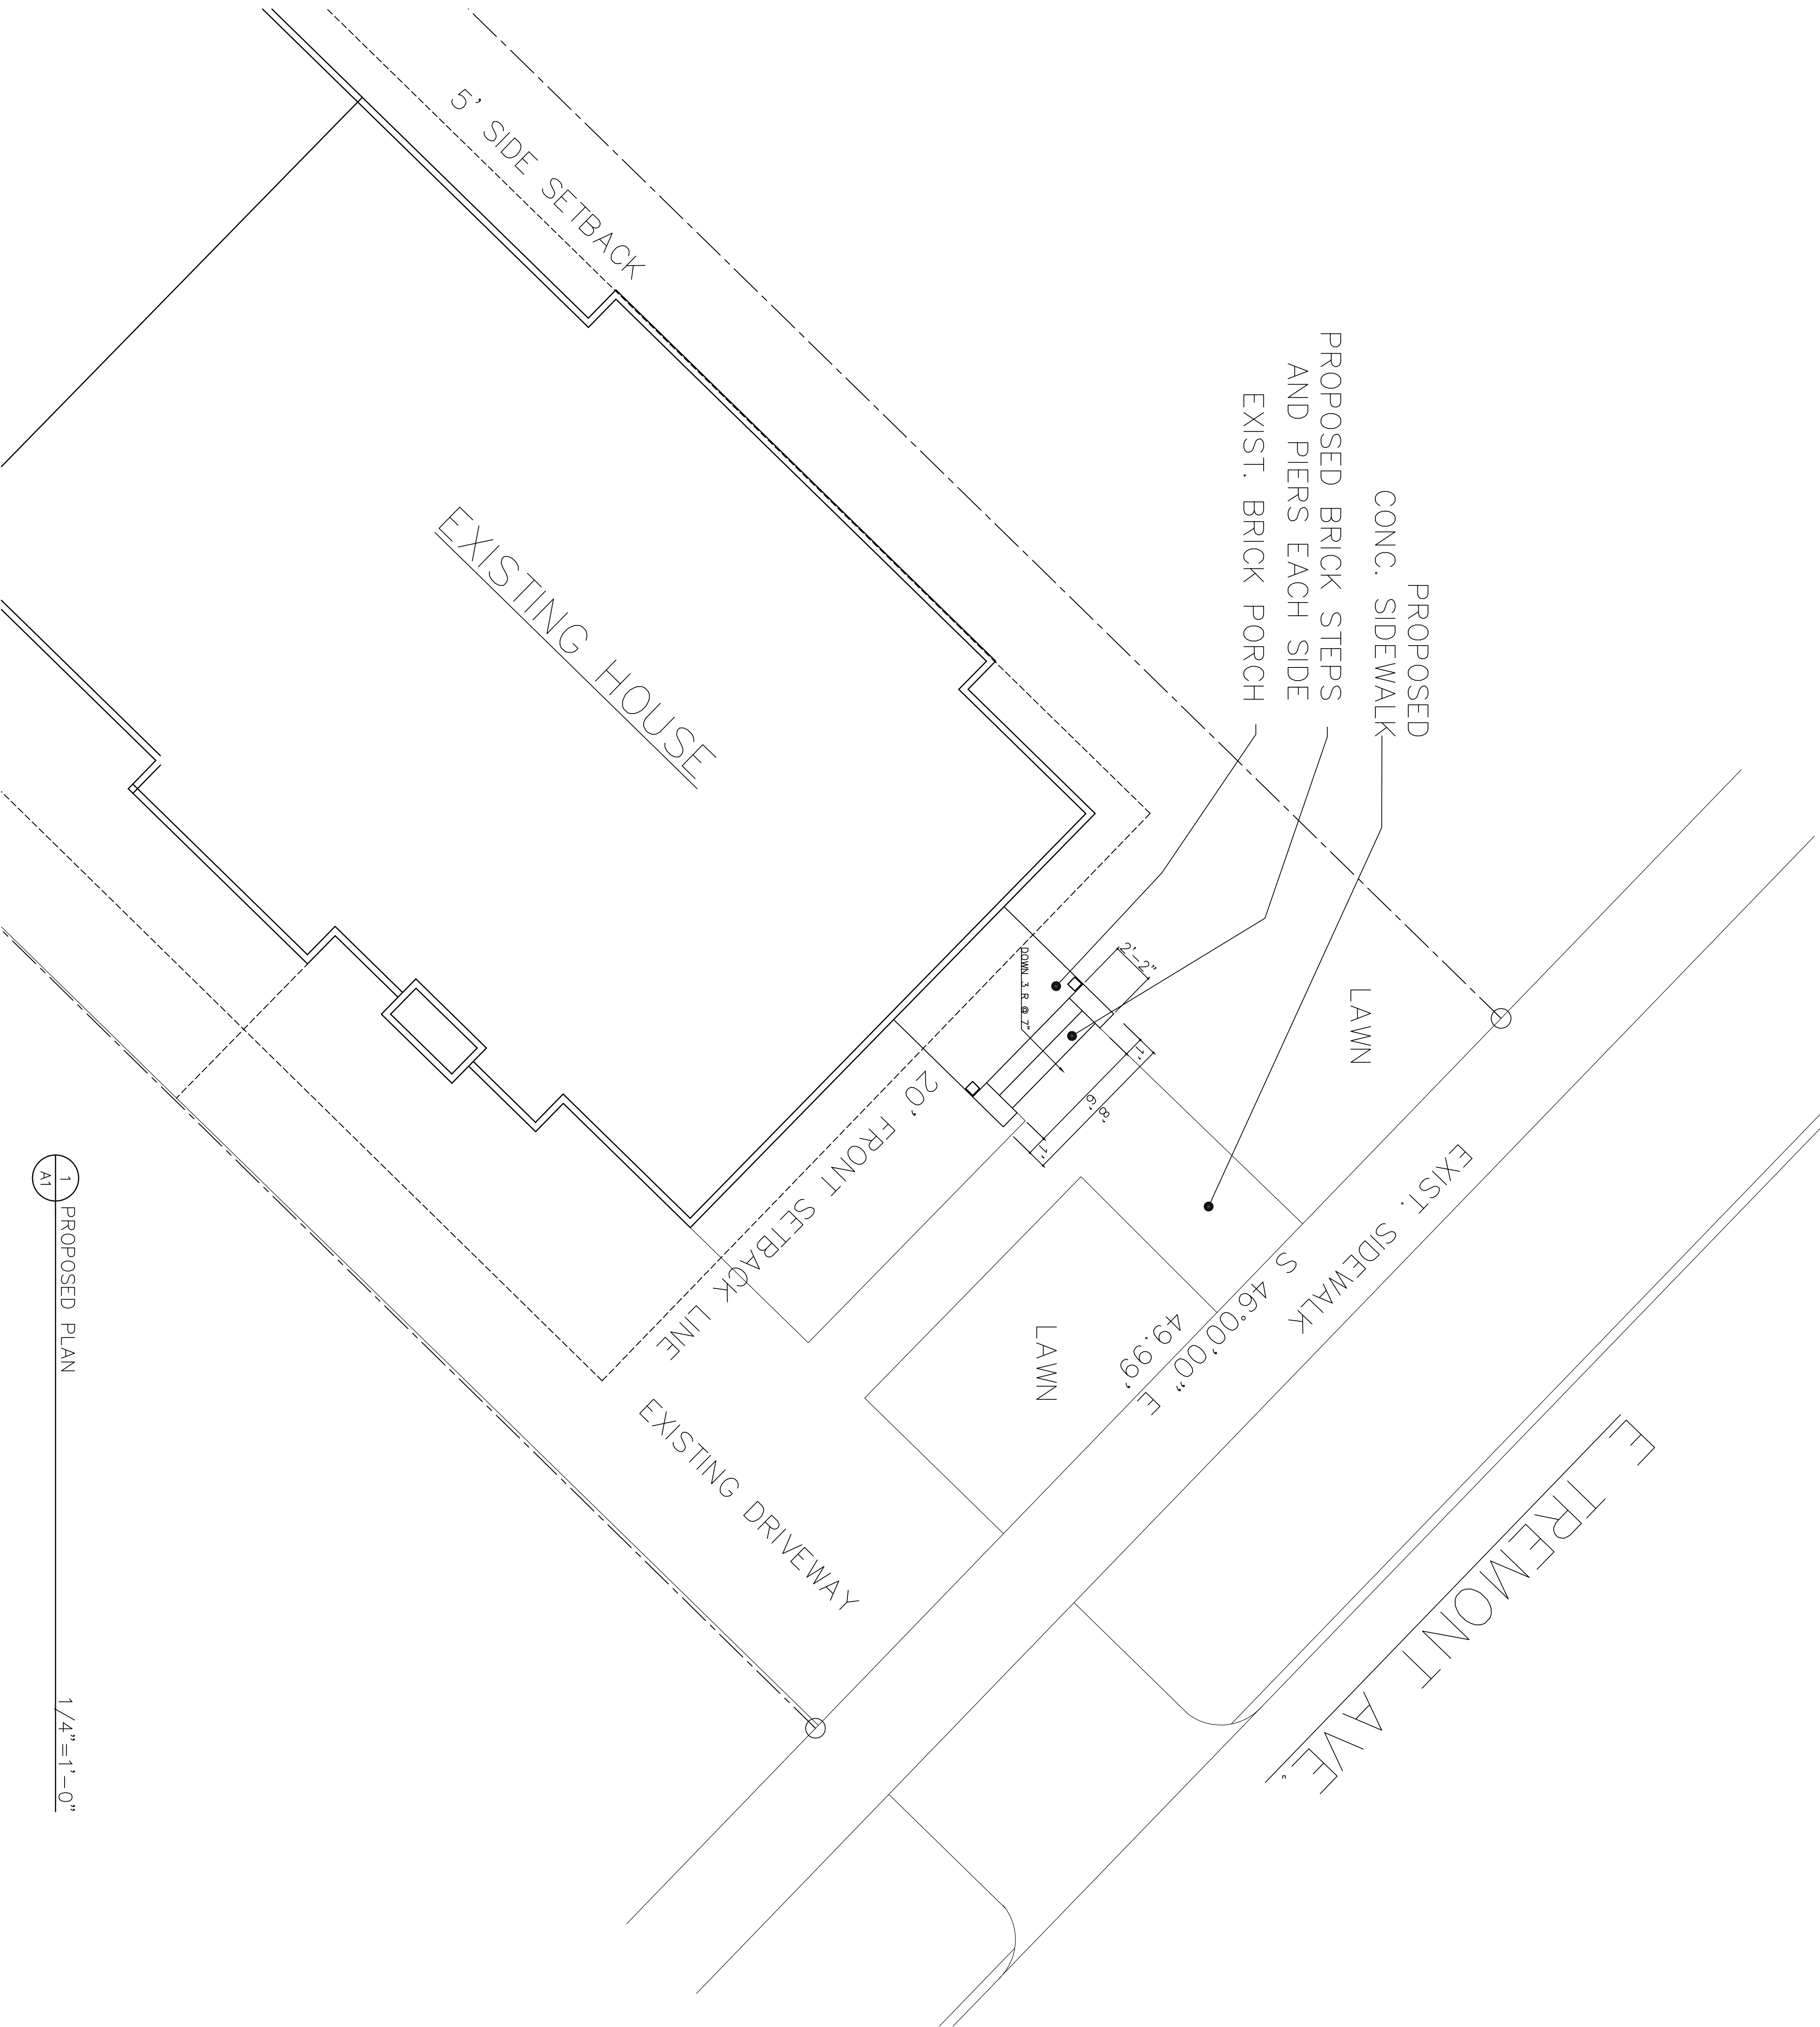 5' SIDE SETBACK
EXISTING HOUSE
PROPOSED
CONC. SIDEWALK
PROPOSED BRICK STEPS
AND PIERS EACH SIDE
EXIST. BRICK PORCH
LAWN
2'-2"
DOWN 3 R @ 7"
1'
6'
8'
1'
20' FRONT SETBACK LINE
EXIST. SIDEWALK
S 46°00'00" E
49.99'
LAWN
EXISTING DRIVEWAY
E TREMONT AVE.
1
A1
PROPOSED PLAN
1/4"=1'-0"